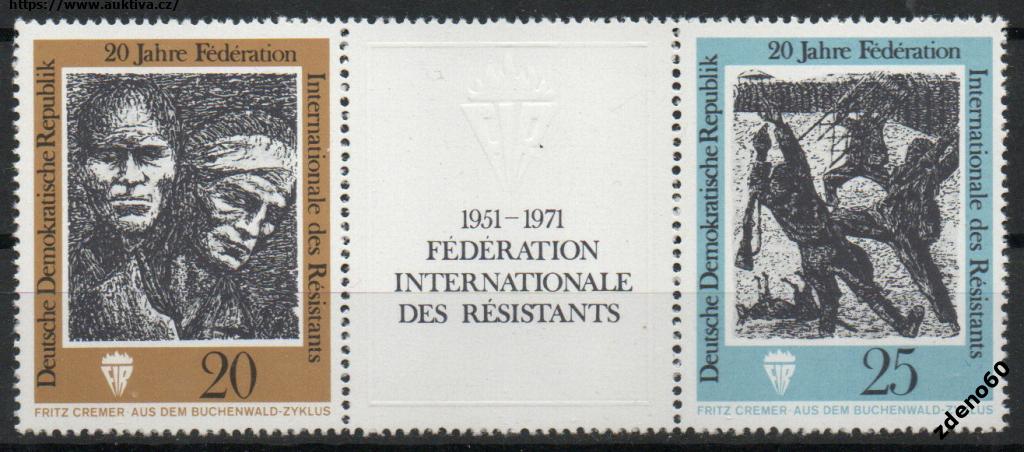 https://www.auktiva.cz/
20 Jahre Fédération
Internationale des Résistants
Deutsche Demokratische Republik
FIR
20
FRITZ CREMER · AUS DEM BUCHENWALD-ZYKLUS
FIR
1951–1971
FÉDÉRATION
INTERNATIONALE
DES RÉSISTANTS
20 Jahre Fédération
Internationale des Résistants
Deutsche Demokratische Republik
FIR
25
FRITZ CREMER · AUS DEM BUCHENWALD-ZYKLUS
zdeno60